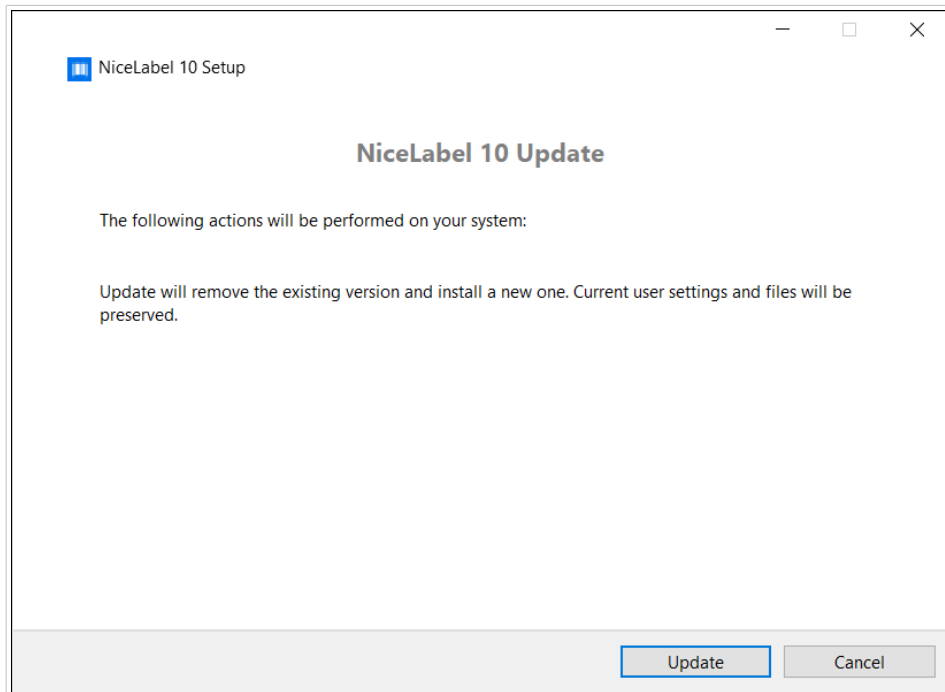 NiceLabel 10 Setup
NiceLabel 10 Update
The following actions will be performed on your system:
Update will remove the existing version and install a new one. Current user settings and files will be
preserved.
Update
Cancel